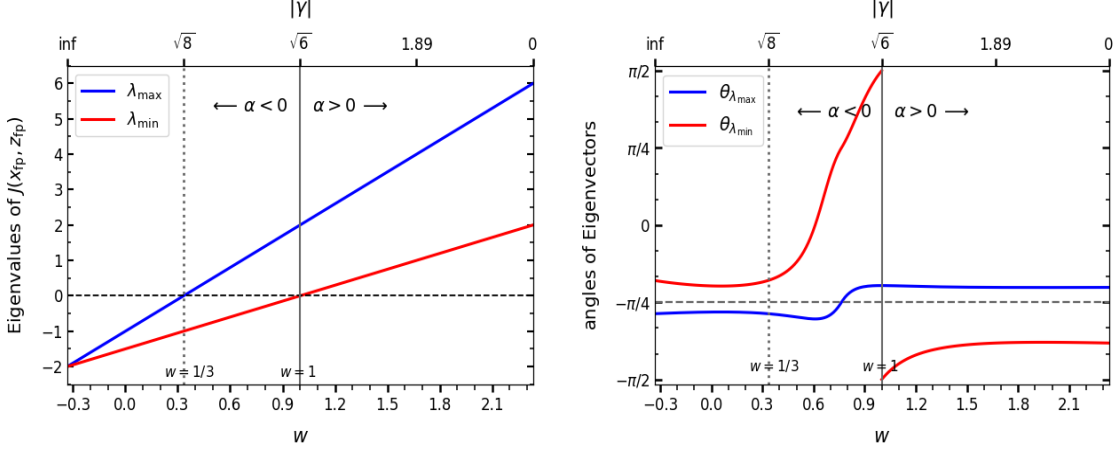 |γ|
inf √8 √6 1.89 0
λmax
λmin
⟵ α < 0 α > 0 ⟶
6
5
4
3
2
1
0
−1
−2
Eigenvalues of J(xfp, zfp)
w = 1/3 w = 1
−0.3 0.0 0.3 0.6 0.9 1.2 1.5 1.8 2.1
w
|γ|
inf √8 √6 1.89 0
θλmax
θλmin
⟵ α < 0 α > 0 ⟶
π/2
π/4
0
−π/4
−π/2
angles of Eigenvectors
w = 1/3 w = 1
−0.3 0.0 0.3 0.6 0.9 1.2 1.5 1.8 2.1
w